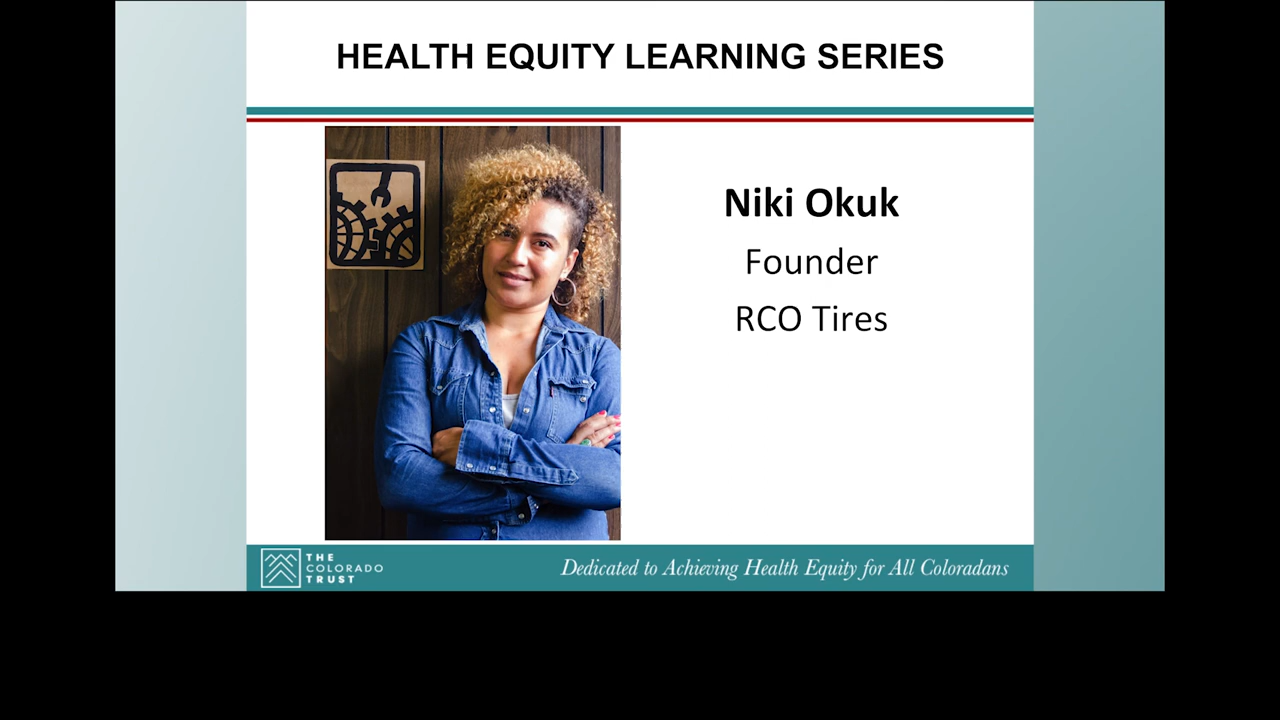 HEALTH EQUITY LEARNING SERIES
Niki Okuk
Founder
RCO Tires
THE
COLORADO
TRUST
Dedicated to Achieving Health Equity for All Coloradans